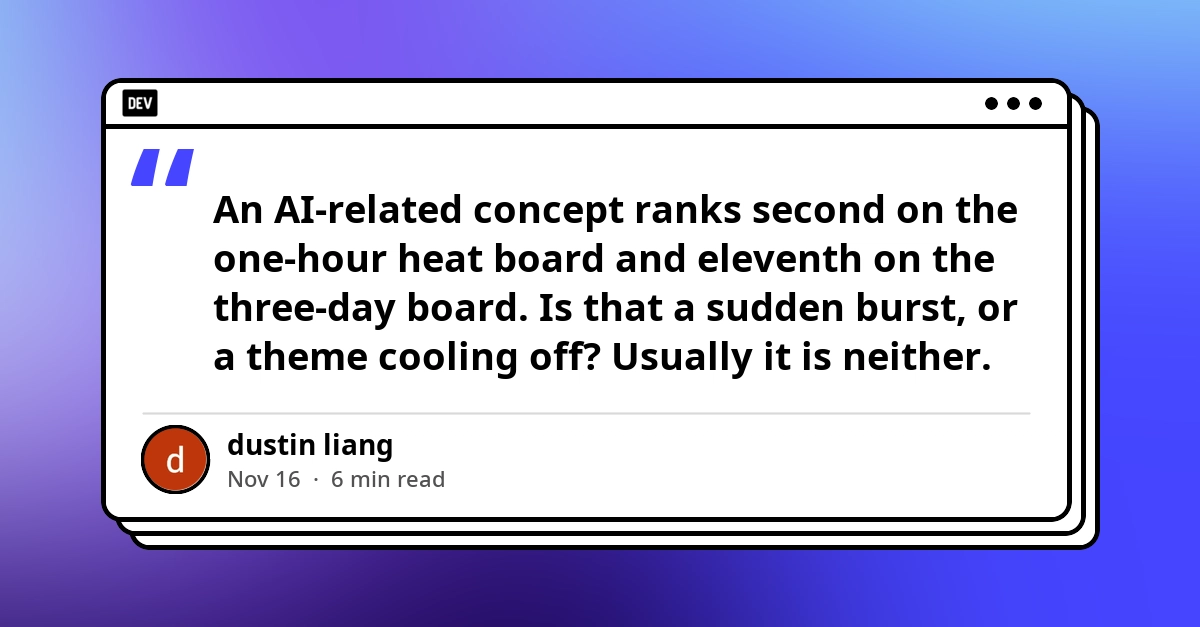 DEV
“
An AI-related concept ranks second on the
one-hour heat board and eleventh on the
three-day board. Is that a sudden burst, or
a theme cooling off? Usually it is neither.
d
dustin liang
Nov 16 · 6 min read